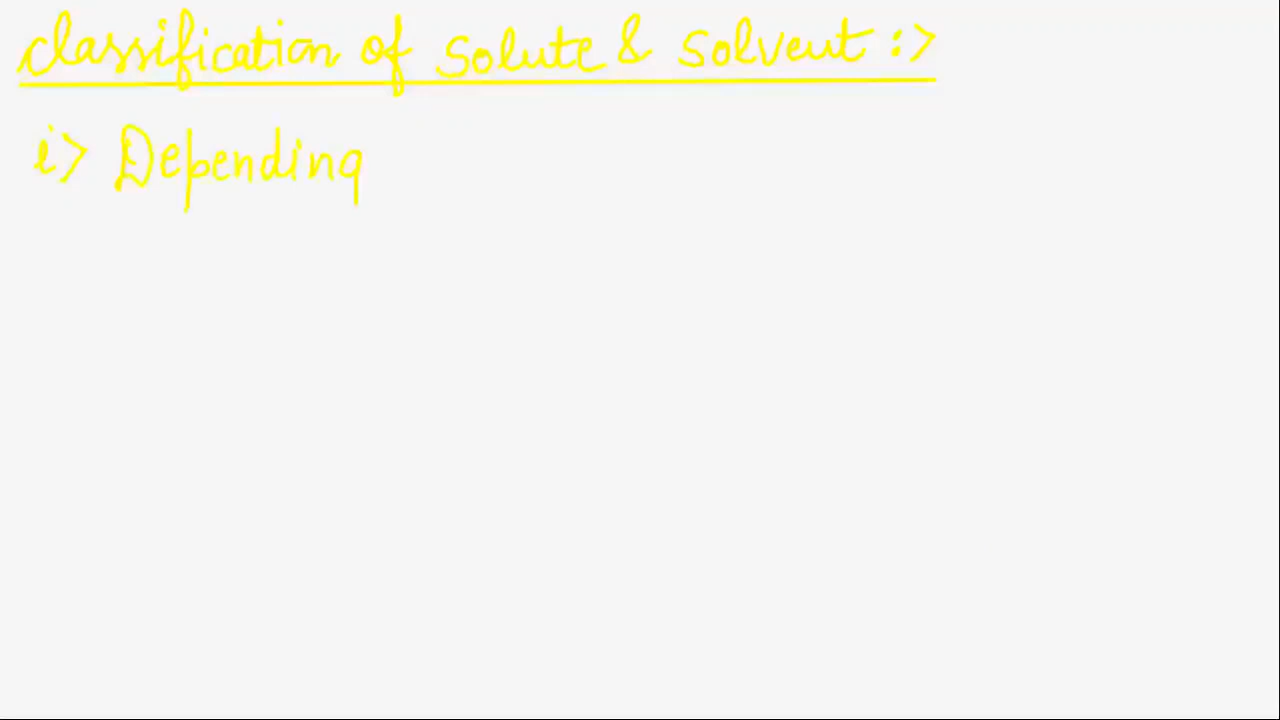 Classification of solute & solvent :>
i> Depending